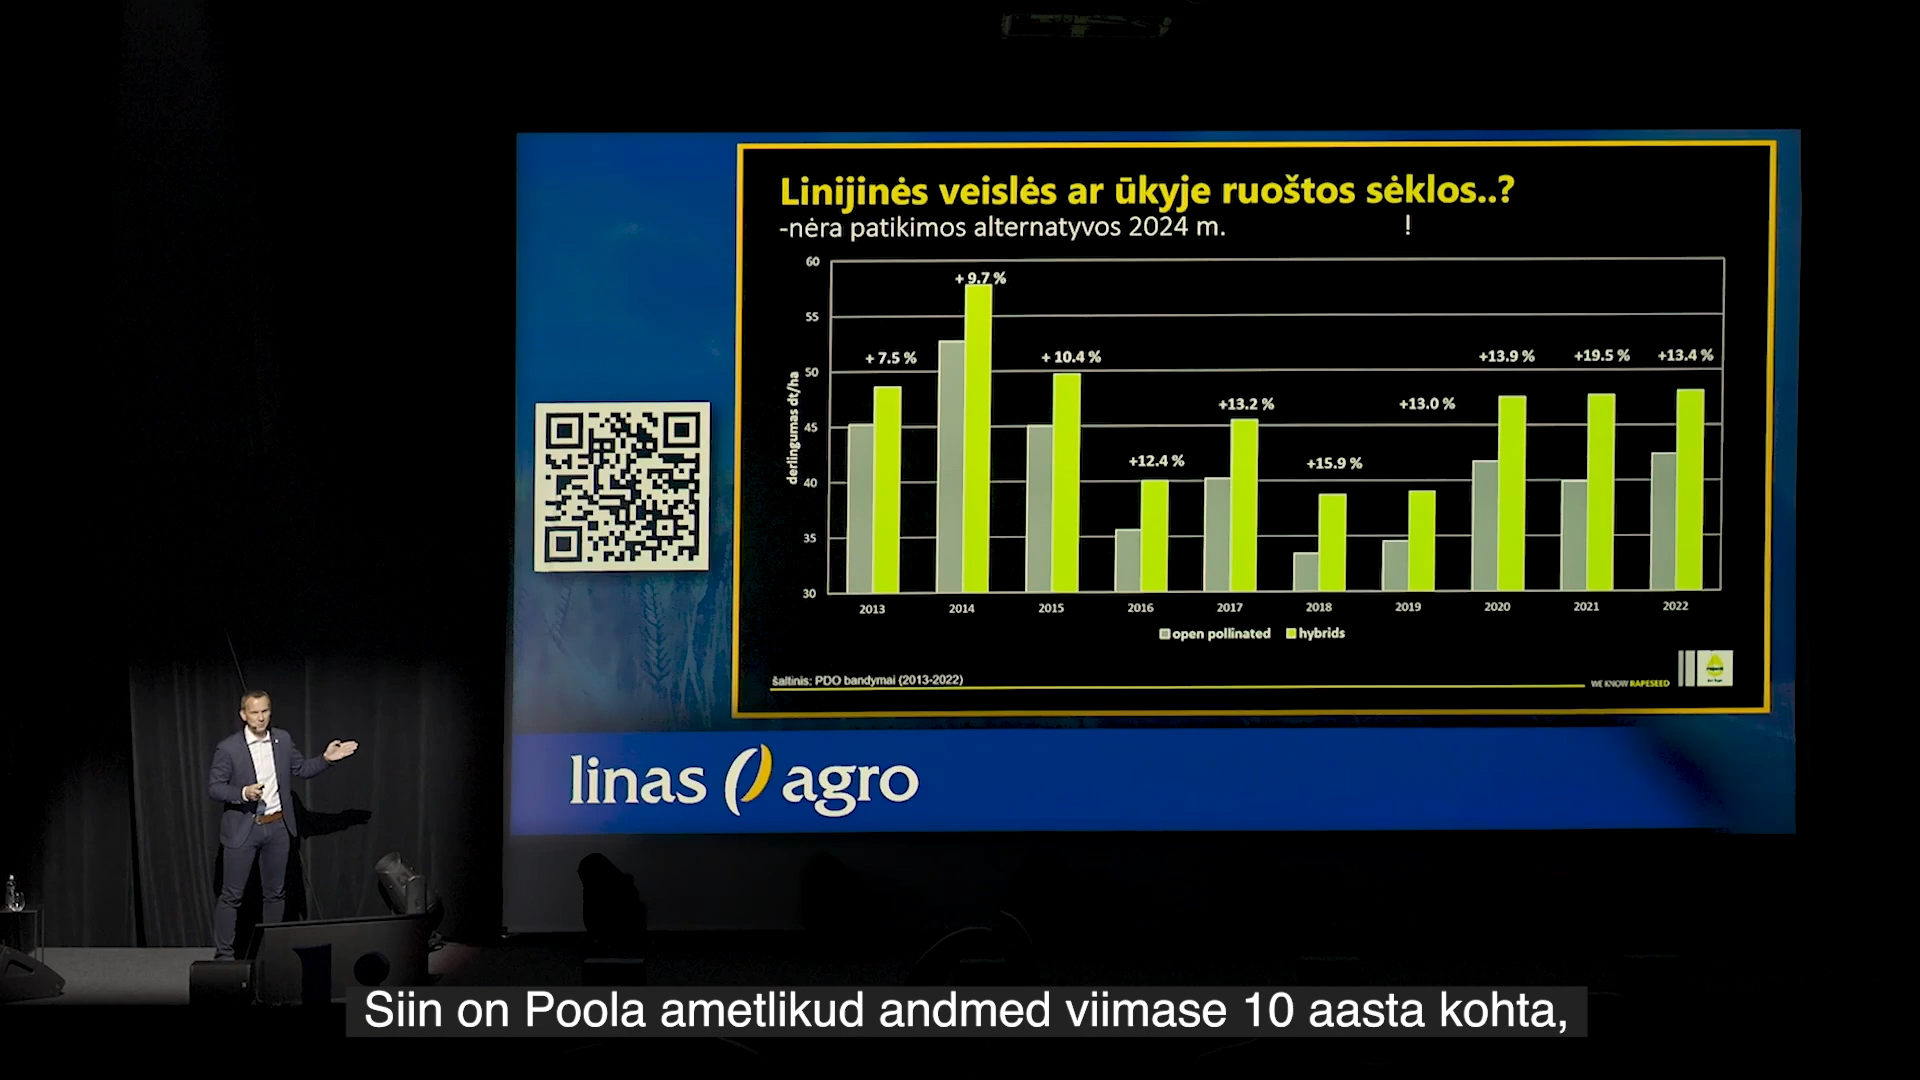 Linijinės veislės ar ūkyje ruoštos sėklos..?
-nėra patikimos alternatyvos 2024 m. !
60
55
50
45
40
35
30
derlingumas dt/ha
+ 7.5 %
+ 9.7 %
+ 10.4 %
+12.4 %
+13.2 %
+15.9 %
+13.0 %
+13.9 %
+19.5 %
+13.4 %
2013 2014 2015 2016 2017 2018 2019 2020 2021 2022
open pollinated hybrids
šaltinis: PDO bandymai (2013-2022)
WE KNOW RAPESEED
linas agro
Siin on Poola ametlikud andmed viimase 10 aasta kohta,